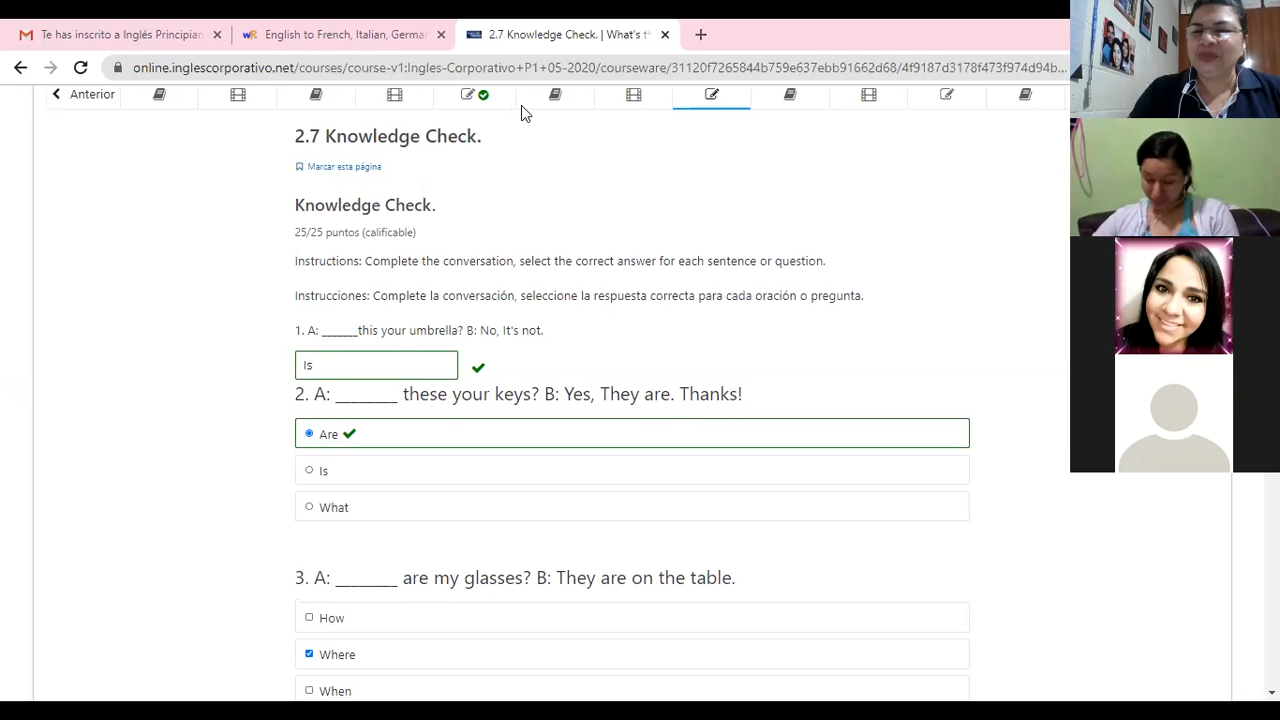 Te has inscrito a Inglés Principian
English to French, Italian, Germa
2.7 Knowledge Check. | What's t
online.inglescorporativo.net/courses/course-v1:Ingles-Corporativo+P1+05-2020/courseware/31120f7265844b759e637ebb91662d68/4f9187d3178f473f974d94b...
Anterior
2.7 Knowledge Check.
Marcar esta página
Knowledge Check.
25/25 puntos (calificable)
Instructions: Complete the conversation, select the correct answer for each sentence or question.
Instrucciones: Complete la conversación, seleccione la respuesta correcta para cada oración o pregunta.
1. A: _______this your umbrella? B: No, It's not.
Is
2. A: ________ these your keys? B: Yes, They are. Thanks!
Are
Is
What
3. A: ________ are my glasses? B: They are on the table.
How
Where
When